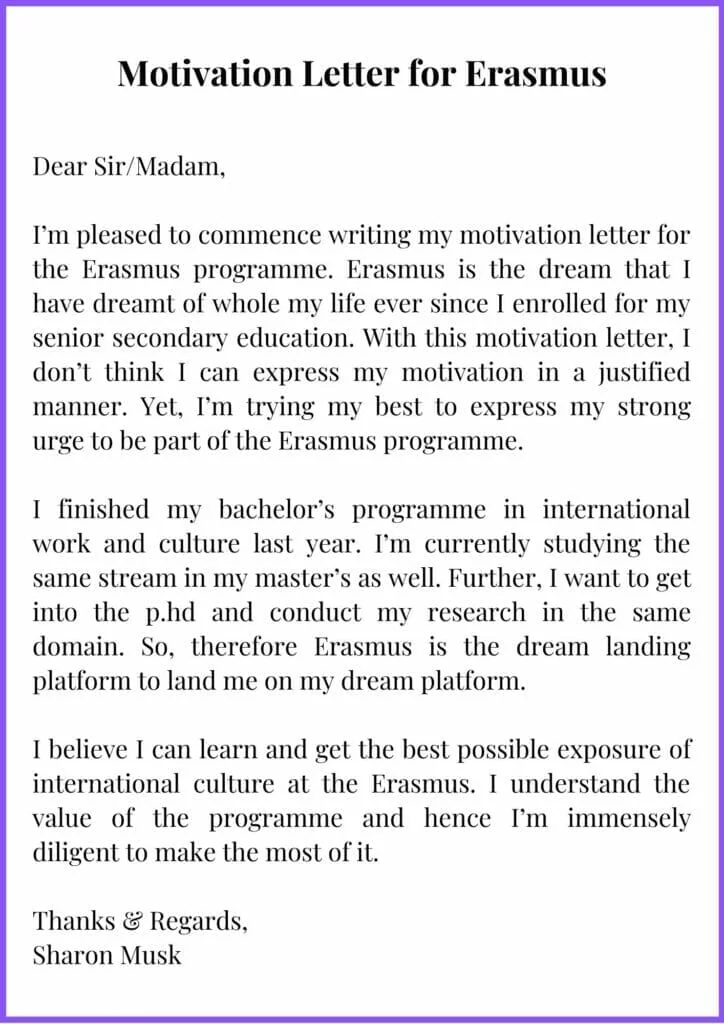 Motivation Letter for Erasmus
Dear Sir/Madam,
I’m pleased to commence writing my motivation letter for
the Erasmus programme. Erasmus is the dream that I
have dreamt of whole my life ever since I enrolled for my
senior secondary education. With this motivation letter, I
don’t think I can express my motivation in a justified
manner. Yet, I’m trying my best to express my strong
urge to be part of the Erasmus programme.
I finished my bachelor’s programme in international
work and culture last year. I’m currently studying the
same stream in my master’s as well. Further, I want to get
into the p.hd and conduct my research in the same
domain. So, therefore Erasmus is the dream landing
platform to land me on my dream platform.
I believe I can learn and get the best possible exposure of
international culture at the Erasmus. I understand the
value of the programme and hence I’m immensely
diligent to make the most of it.
Thanks & Regards,
Sharon Musk